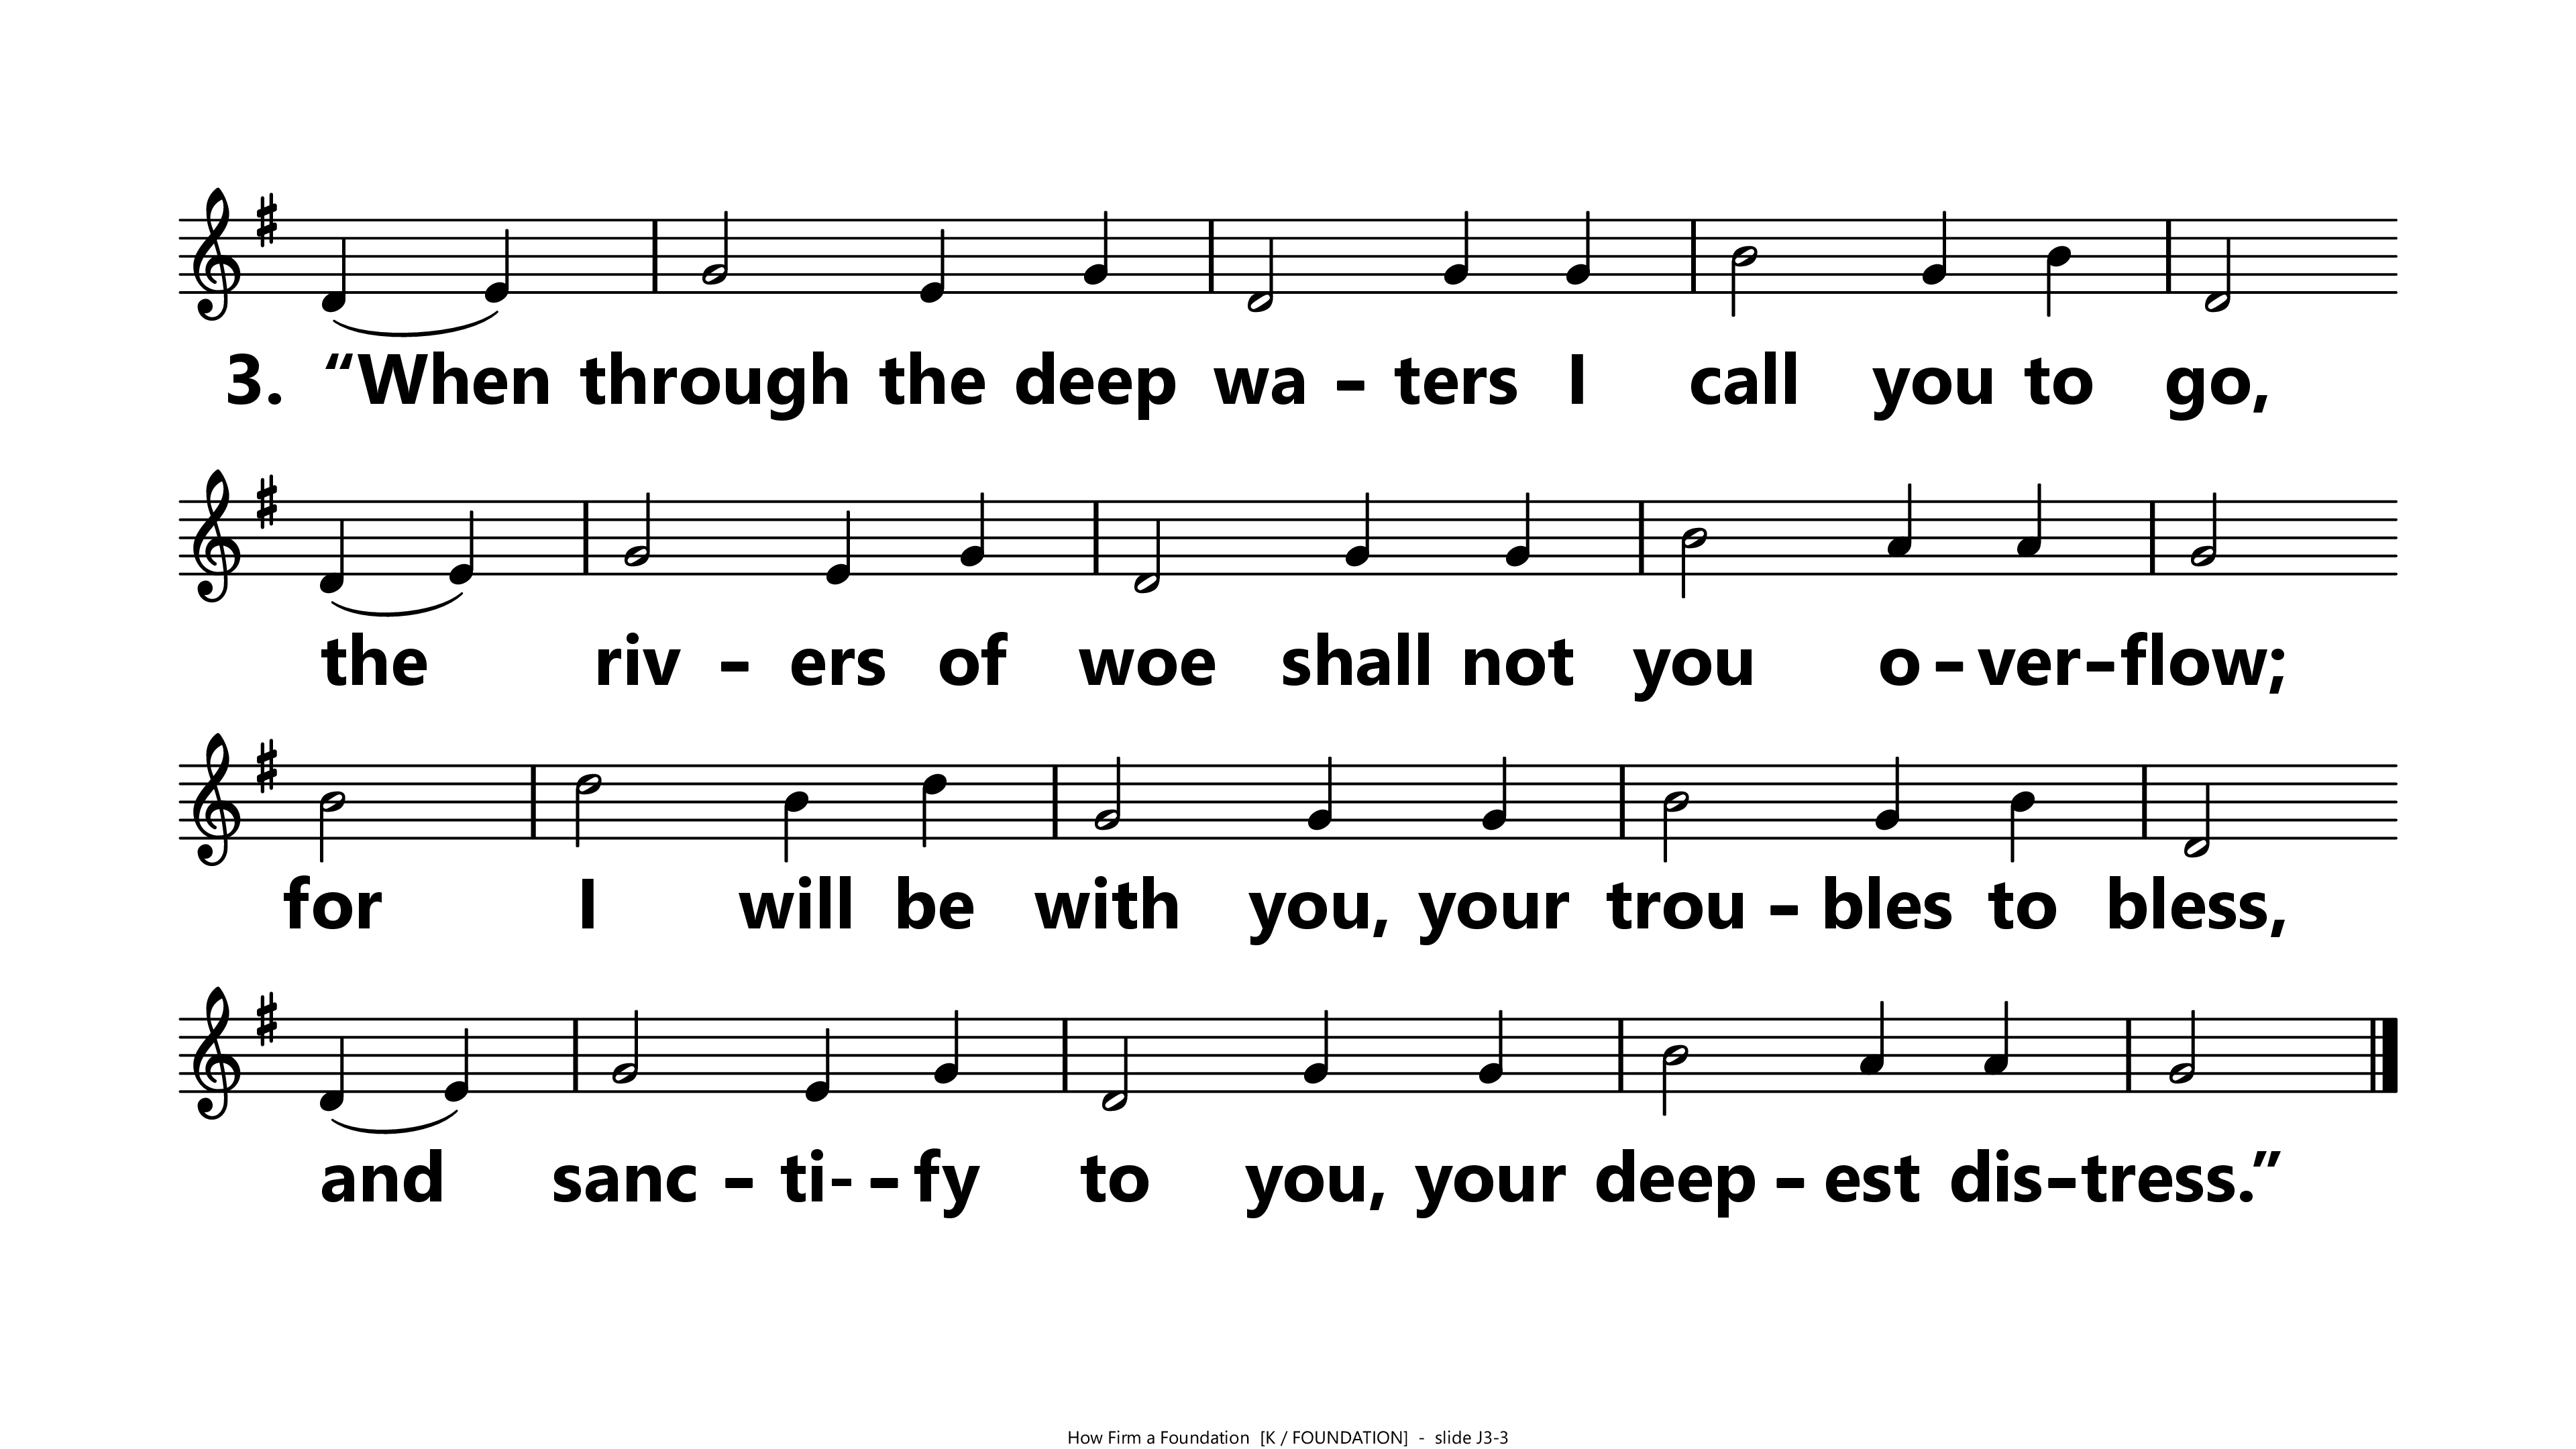 3. “When through the deep wa - ters I call you to go,
the riv - ers of woe shall not you o - ver - flow;
for I will be with you, your trou - bles to bless,
and sanc - ti- - fy to you, your deep - est dis - tress.”
How Firm a Foundation [K / FOUNDATION] - slide J3-3